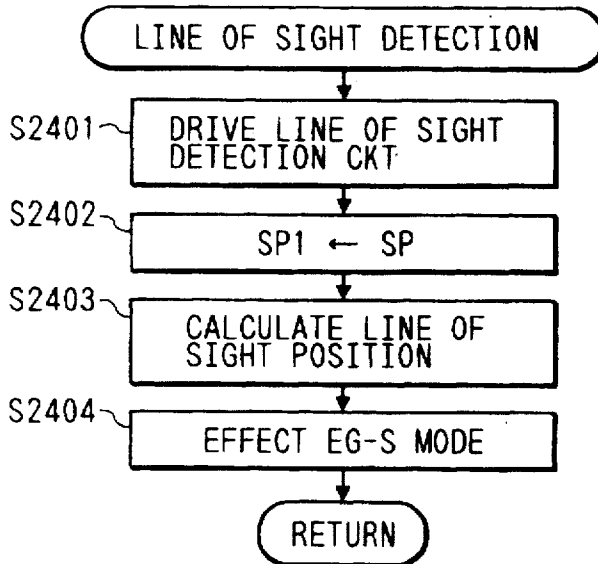 LINE OF SIGHT DETECTION
S2401
DRIVE LINE OF SIGHT
DETECTION CKT
S2402
SP1 ← SP
S2403
CALCULATE LINE OF
SIGHT POSITION
S2404
EFFECT EG-S MODE
RETURN